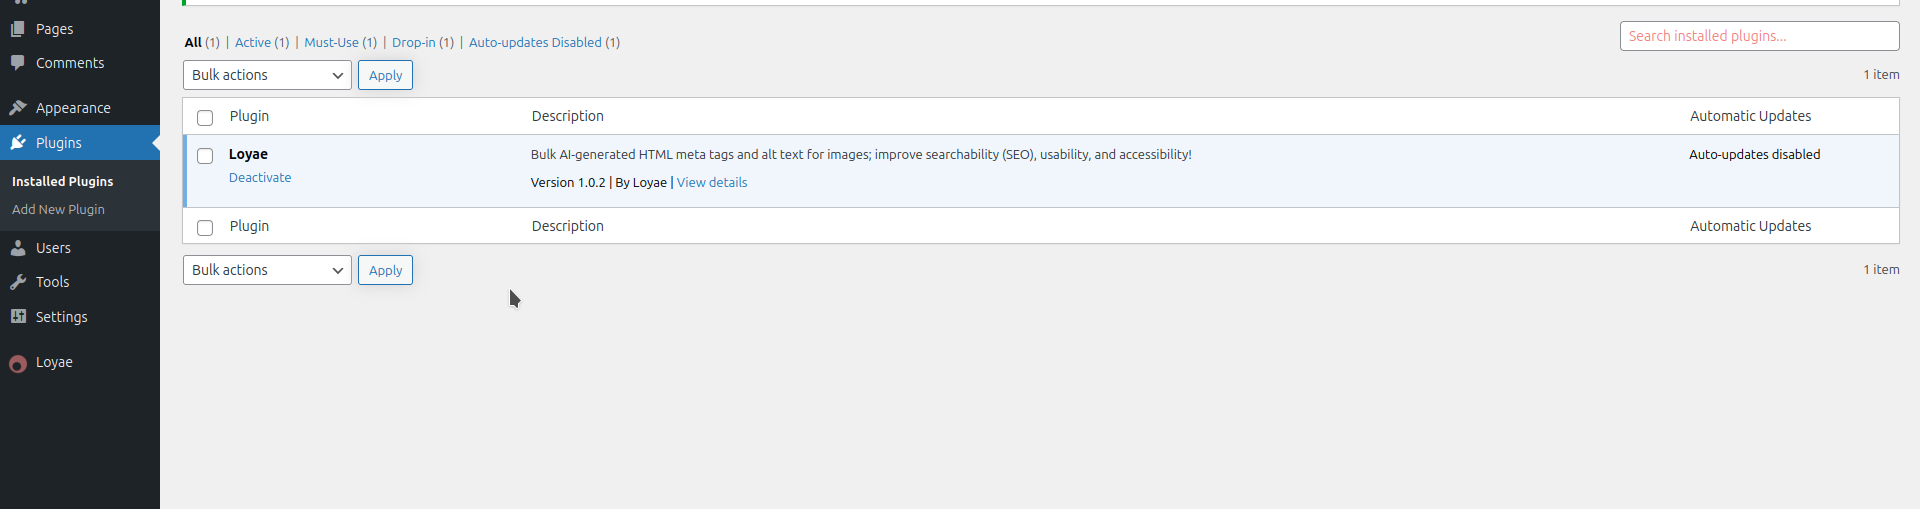 Pages
Comments
Appearance
Plugins
Installed Plugins
Add New Plugin
Users
Tools
Settings
Loyae
All (1) | Active (1) | Must-Use (1) | Drop-in (1) | Auto-updates Disabled (1)
Search installed plugins...
Bulk actions Apply
1 item
Plugin Description Automatic Updates
Loyae Bulk AI-generated HTML meta tags and alt text for images; improve searchability (SEO), usability, and accessibility! Auto-updates disabled
Deactivate Version 1.0.2 | By Loyae | View details
Plugin Description Automatic Updates
Bulk actions Apply
1 item